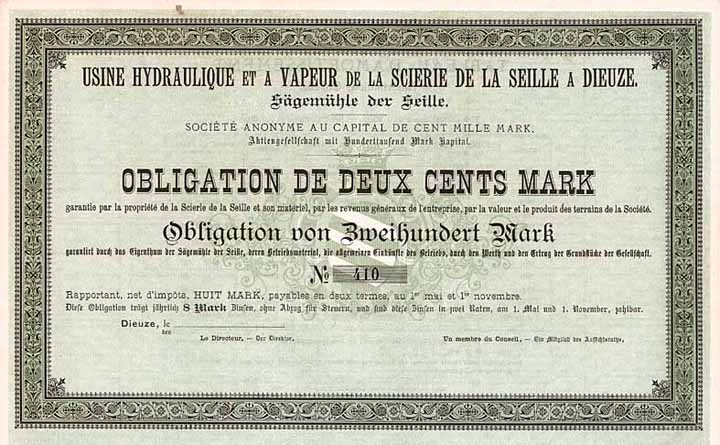 USINE HYDRAULIQUE ET A VAPEUR DE LA SCIERIE DE LA SEILLE A DIEUZE.
Sägemühle der Seille.
SOCIÉTÉ ANONYME AU CAPITAL DE CENT MILLE MARK.
Aktiengesellschaft mit Hunderttausend Mark Kapital.
OBLIGATION DE DEUX CENTS MARK
garantie par la propriété de la Scierie de la Seille et son matériel, par les revenus généraux de l'entreprise, par la valeur et le produit des terrains de la Société.
Obligation von Zweihundert Mark
garantirt durch das Eigenthum der Sägemühle der Seille, deren Betriebsmaterial, die allgemeinen Einkünfte des Betriebs, durch den Werth und den Ertrag der Grundstücke der Gesellschaft.
No 410
Rapportant, net d'impôts, HUIT MARK, payables en deux termes, au 1er mai et 1er novembre.
Diese Obligation trägt jährlich 8 Mark Zinsen, ohne Abzug für Steuern, und sind diese Zinsen in zwei Raten, am 1. Mai und 1. November, zahlbar.
Dieuze, le
den
Le Directeur. — Der Direktor.
Un membre du Conseil. — Ein Mitglied des Aufsichtsraths.